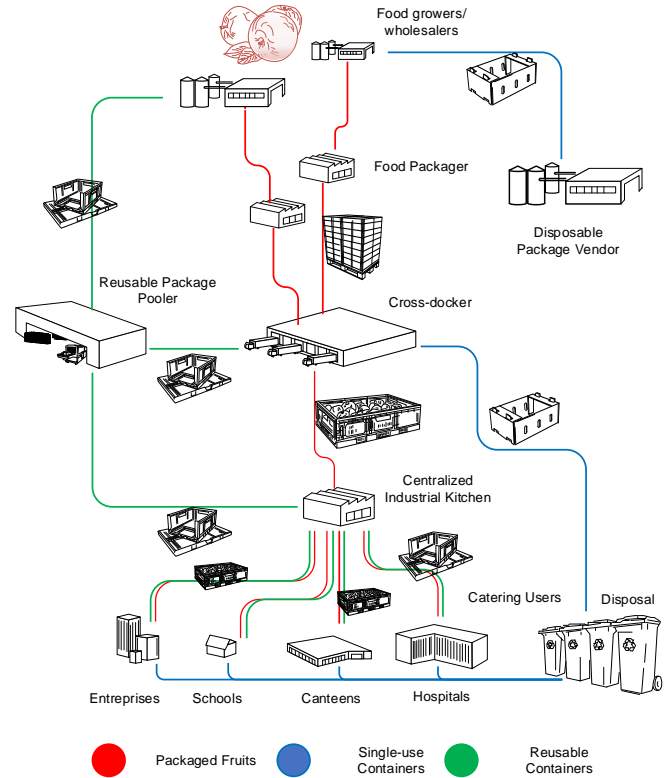 Food growers/
wholesalers
Food Packager
Disposable
Package Vendor
Reusable Package
Pooler
Cross-docker
Centralized
Industrial Kitchen
Catering Users
Disposal
Entreprises
Schools
Canteens
Hospitals
Packaged Fruits
Single-use
Containers
Reusable
Containers